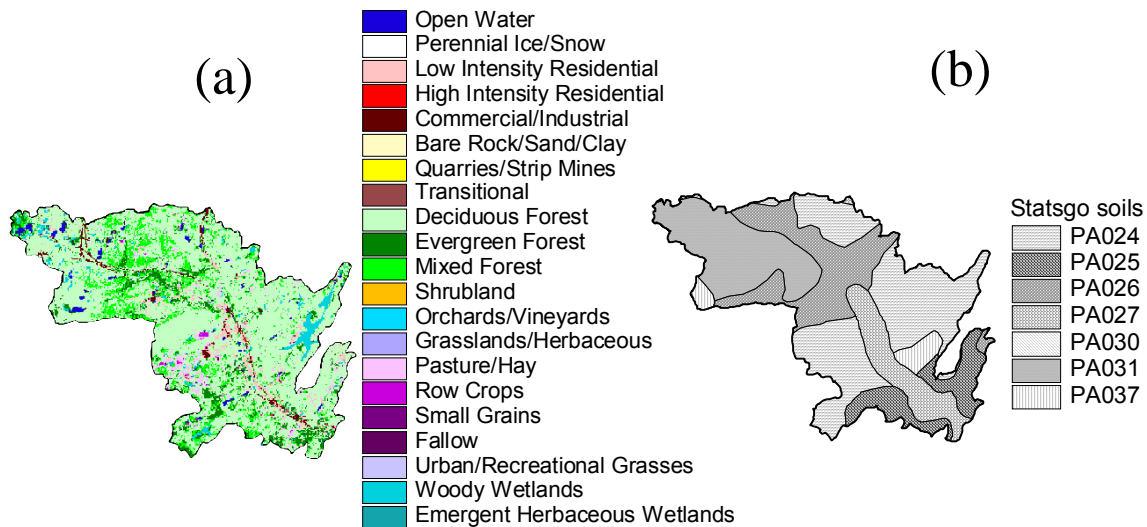 (a)
Open Water
Perennial Ice/Snow
Low Intensity Residential
High Intensity Residential
Commercial/Industrial
Bare Rock/Sand/Clay
Quarries/Strip Mines
Transitional
Deciduous Forest
Evergreen Forest
Mixed Forest
Shrubland
Orchards/Vineyards
Grasslands/Herbaceous
Pasture/Hay
Row Crops
Small Grains
Fallow
Urban/Recreational Grasses
Woody Wetlands
Emergent Herbaceous Wetlands
(b)
Statsgo soils
PA024
PA025
PA026
PA027
PA030
PA031
PA037